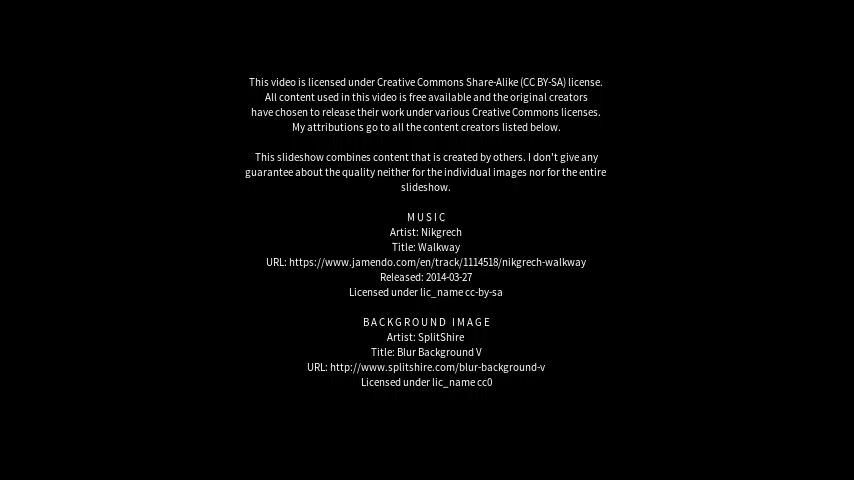 This video is licensed under Creative Commons Share-Alike (CC BY-SA) license.
All content used in this video is free available and the original creators
have chosen to release their work under various Creative Commons licenses.
My attributions go to all the content creators listed below.
This slideshow combines content that is created by others. I don't give any
guarantee about the quality neither for the individual images nor for the entire
slideshow.
MUSIC
Artist: Nikgrech
Title: Walkway
URL: https://www.jamendo.com/en/track/1114518/nikgrech-walkway
Released: 2014-03-27
Licensed under lic_name cc-by-sa
BACKGROUND IMAGE
Artist: SplitShire
Title: Blur Background V
URL: http://www.splitshire.com/blur-background-v
Licensed under lic_name cc0